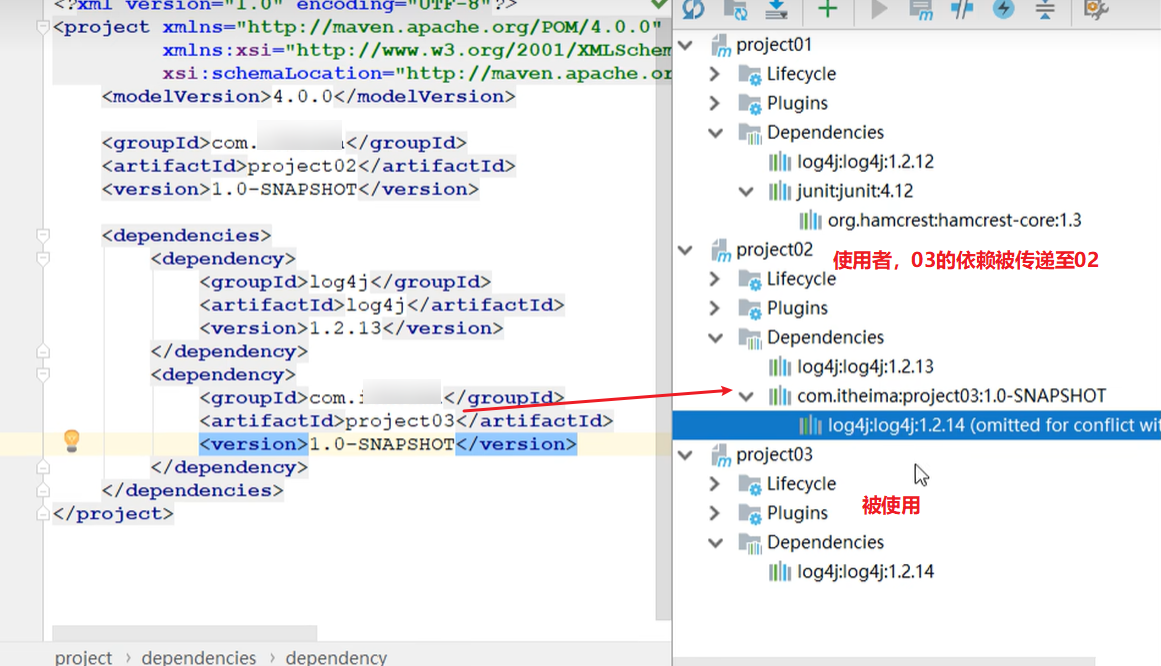 <?xml version="1.0" encoding="UTF-8"?>
<project xmlns="http://maven.apache.org/POM/4.0.0"
xmlns:xsi="http://www.w3.org/2001/XMLSchem
xsi:schemaLocation="http://maven.apache.or
<modelVersion>4.0.0</modelVersion>
<groupId>com.</groupId>
<artifactId>project02</artifactId>
<version>1.0-SNAPSHOT</version>
<dependencies>
<dependency>
<groupId>log4j</groupId>
<artifactId>log4j</artifactId>
<version>1.2.13</version>
</dependency>
<dependency>
<groupId>com.</groupId>
<artifactId>project03</artifactId>
<version>1.0-SNAPSHOT</version>
</dependency>
</dependencies>
</project>
project › dependencies › dependency
project01
Lifecycle
Plugins
Dependencies
log4j:log4j:1.2.12
junit:junit:4.12
org.hamcrest:hamcrest-core:1.3
project02
使用者，03的依赖被传递至02
Lifecycle
Plugins
Dependencies
log4j:log4j:1.2.13
com.itheima:project03:1.0-SNAPSHOT
log4j:log4j:1.2.14 (omitted for conflict wit
project03
Lifecycle
被使用
Plugins
Dependencies
log4j:log4j:1.2.14